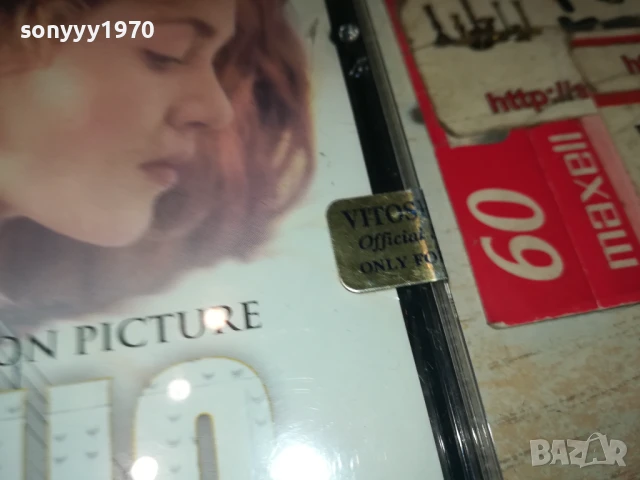 sonyyy1970
http://s
VITOS
Official
ONLY FO
60
maxell
ON PICTURE
BAZAR